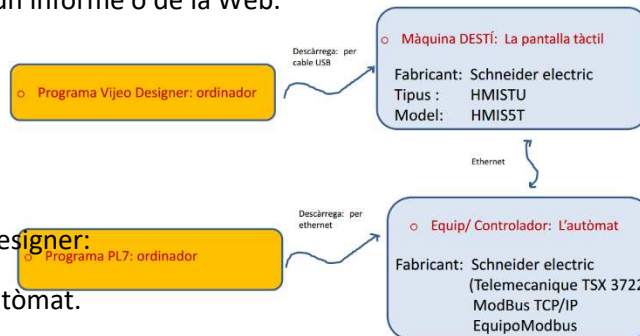 un informe o de la Web.
Descàrrega: per
cable USB
o Programa Vijeo Designer: ordinador
o Màquina DESTÍ: La pantalla tàctil
Fabricant: Schneider electric
Tipus : HMISTU
Model: HMIS5T
Ethernet
esigner:
Descàrrega: per
ethernet
o Programa PL7: ordinador
tòmat.
o Equip/ Controlador: L'autòmat
Fabricant: Schneider electric
(Telemecanique TSX 3722
ModBus TCP/IP
EquipoModbus